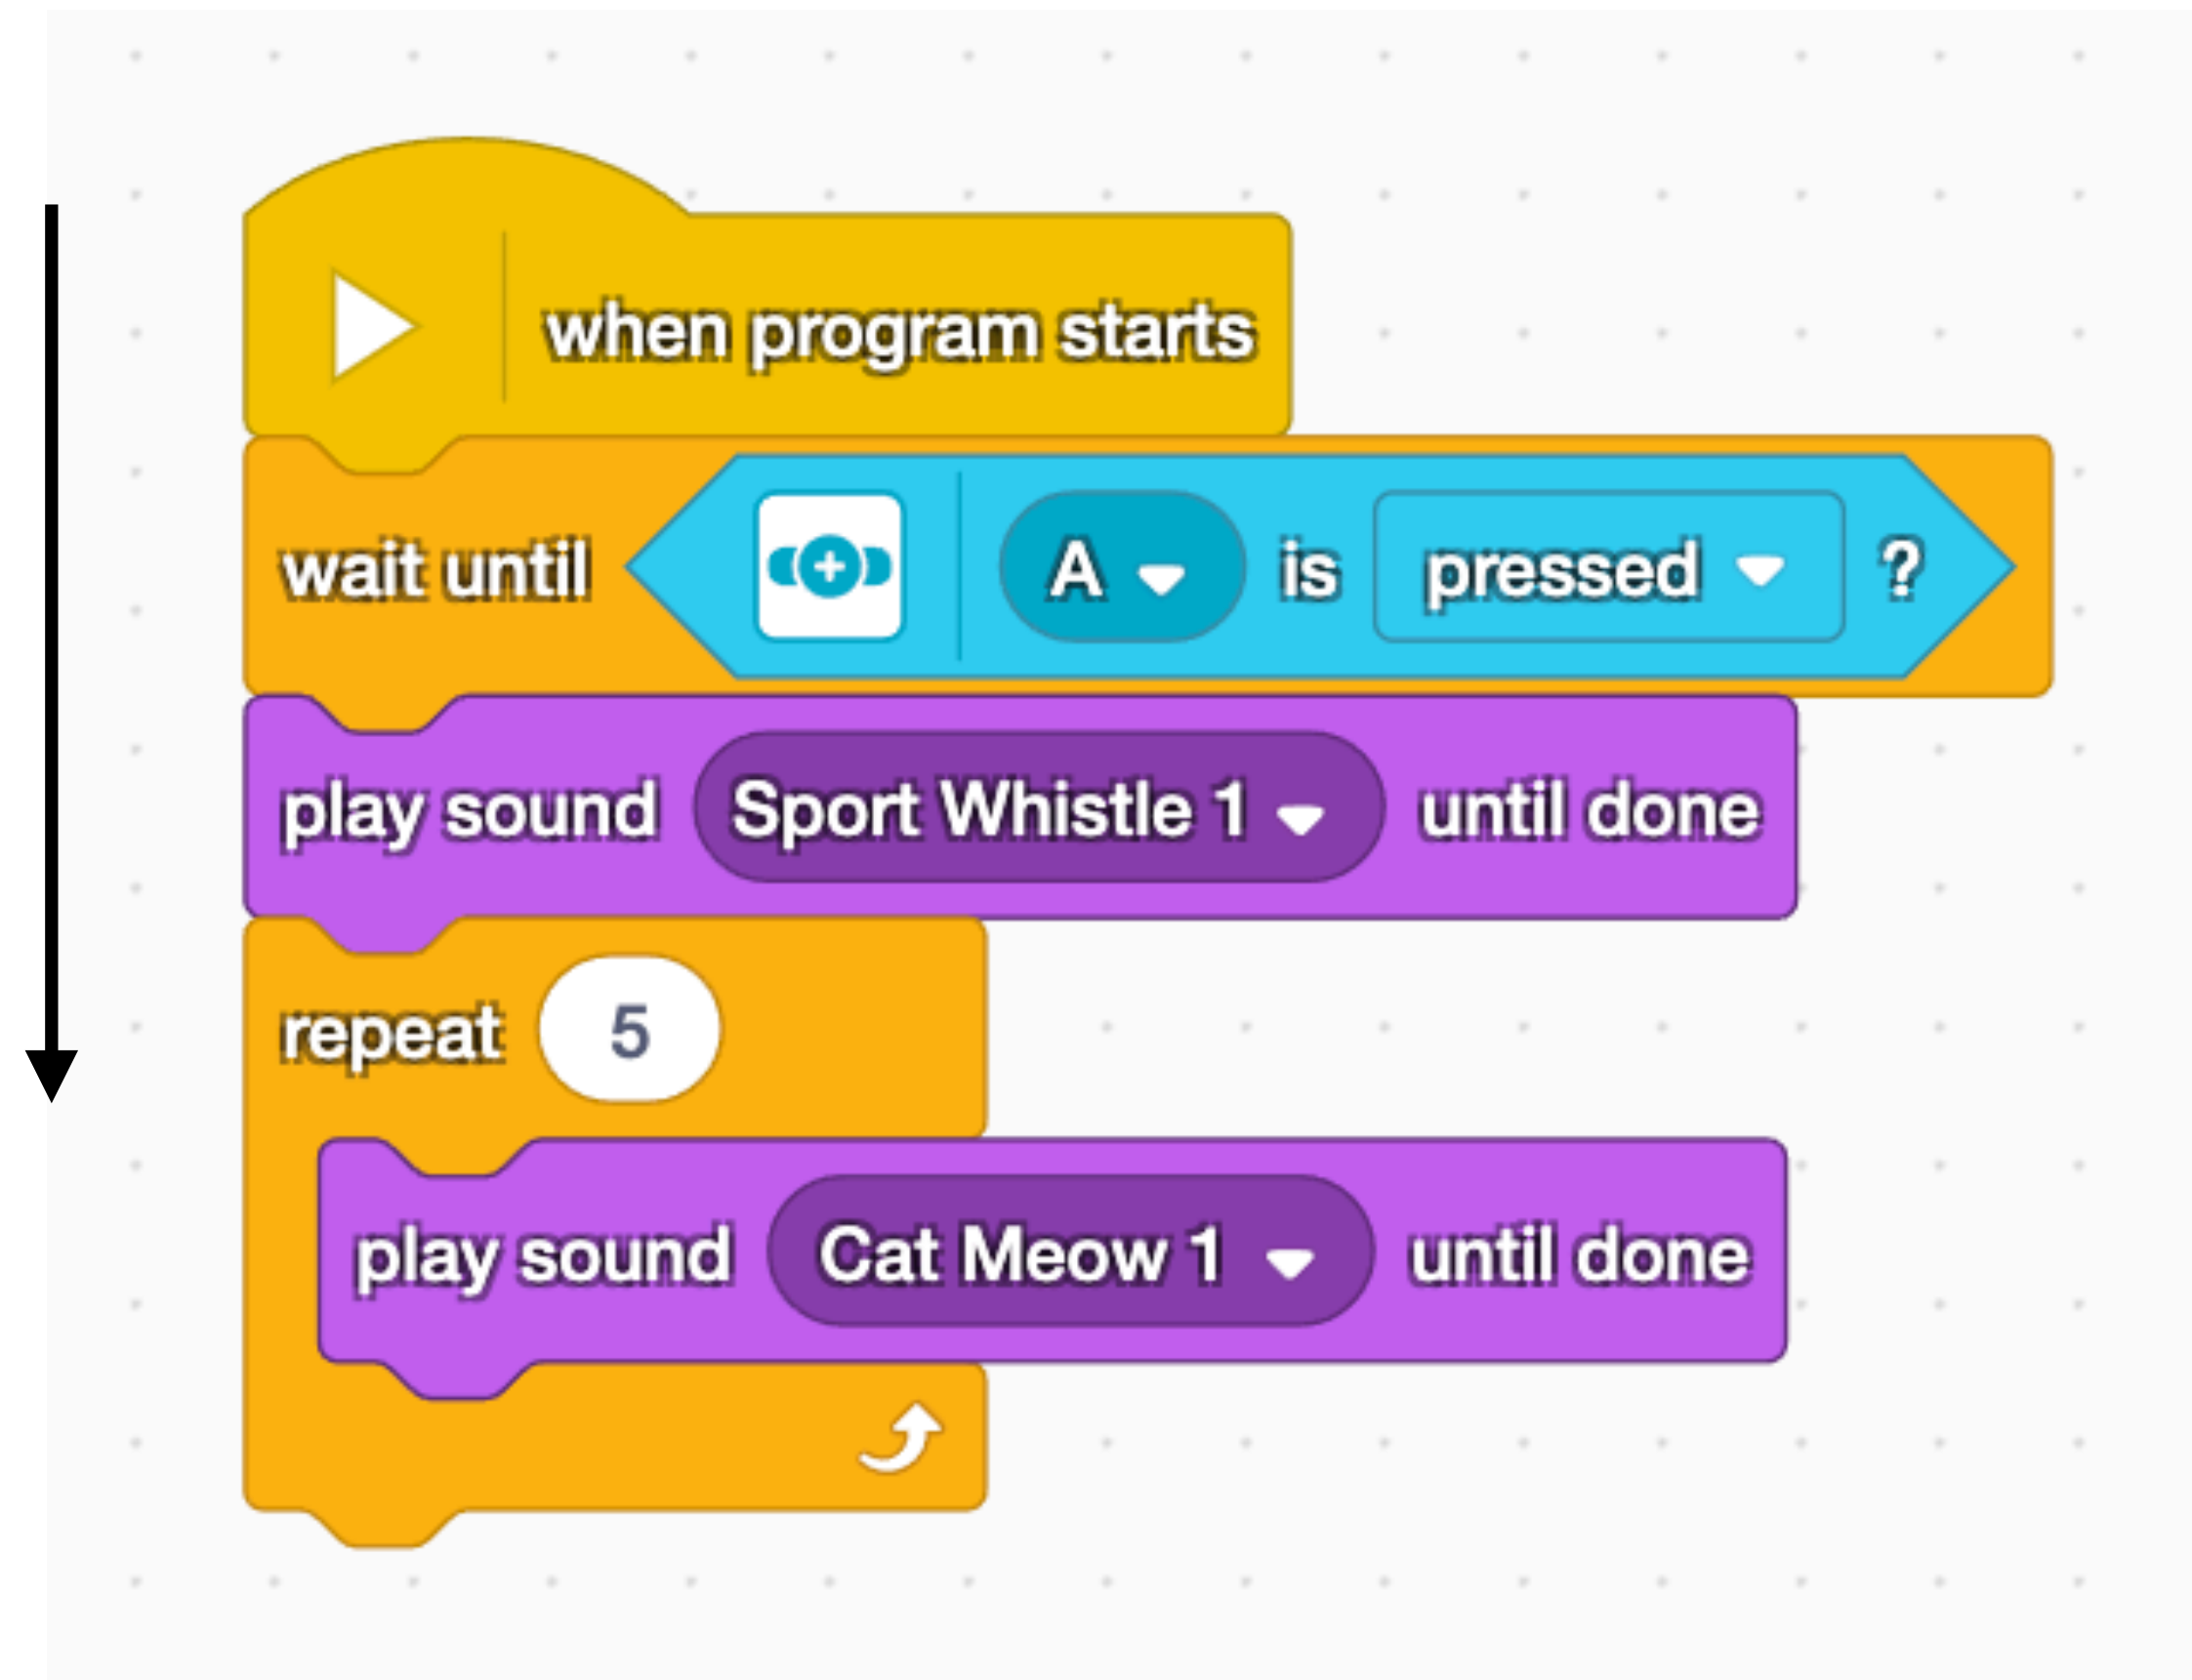 when program starts
wait until A is pressed ?
play sound Sport Whistle 1 until done
repeat 5
play sound Cat Meow 1 until done